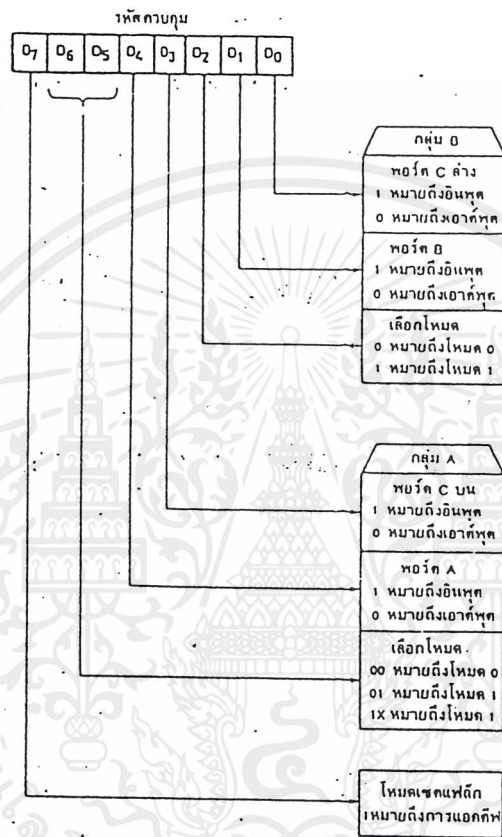 รหัสควบคุม
D7 D6 D5 D4 D3 D2 D1 D0
กลุ่ม B
พอร์ต C ล่าง
1 หมายถึงอินพุต
0 หมายถึงเอาต์พุต
พอร์ต B
1 หมายถึงอินพุต
0 หมายถึงเอาต์พุต
เลือกโหมด
0 หมายถึงโหมด 0
1 หมายถึงโหมด 1
กลุ่ม A
พอร์ต C บน
1 หมายถึงอินพุต
0 หมายถึงเอาต์พุต
พอร์ต A
1 หมายถึงอินพุต
0 หมายถึงเอาต์พุต
เลือกโหมด
00 หมายถึงโหมด 0
01 หมายถึงโหมด 1
1X หมายถึงโหมด 1
โหมดเซตแฟล็ก
1 หมายถึงการแอคตีฟ